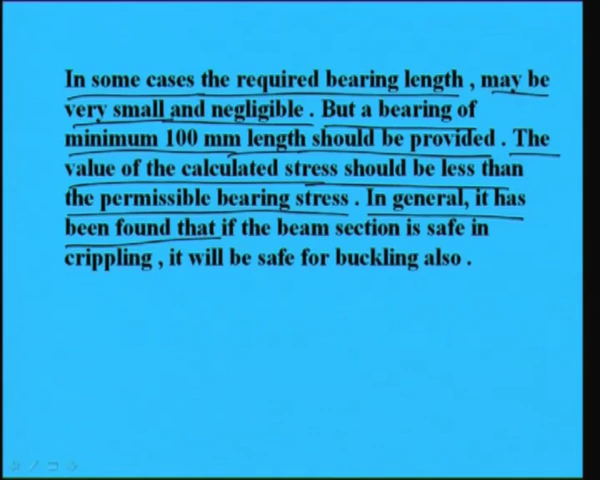 In some cases the required bearing length , may be
very small and negligible . But a bearing of
minimum 100 mm length should be provided . The
value of the calculated stress should be less than
the permissible bearing stress . In general, it has
been found that if the beam section is safe in
crippling , it will be safe for buckling also .